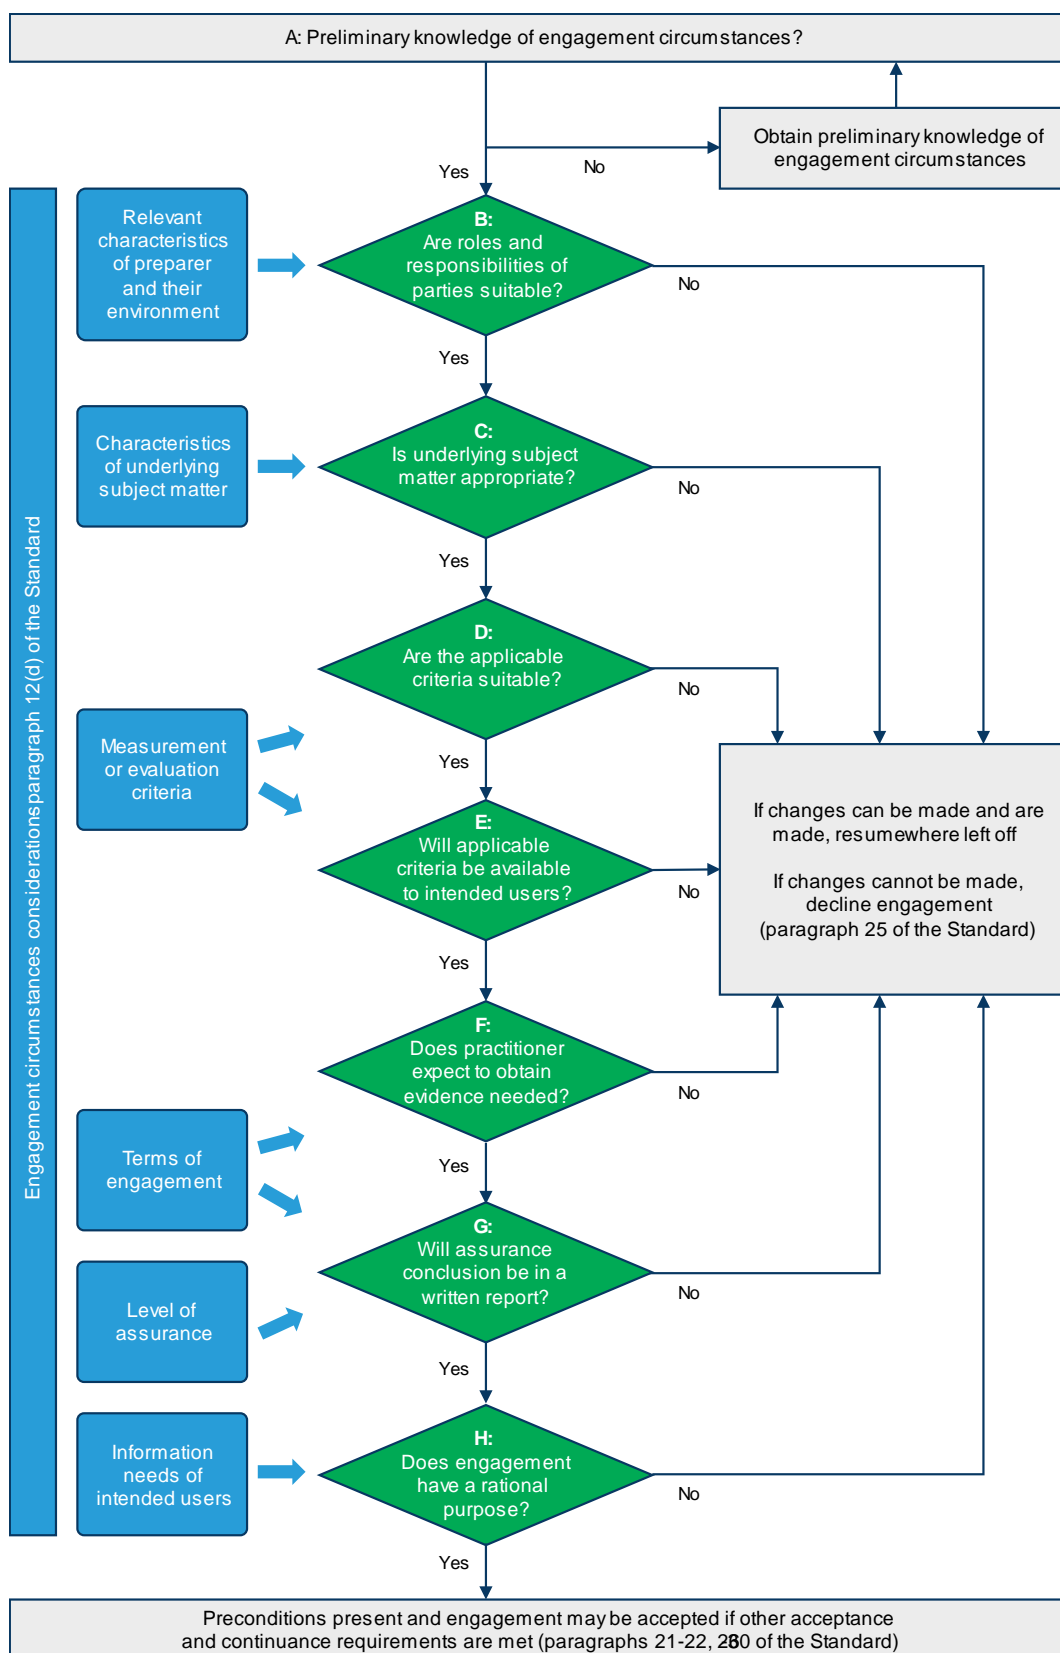 A: Preliminary knowledge of engagement circumstances?
Obtain preliminary knowledge of
engagement circumstances
No
Yes
Relevant
characteristics
of preparer
and their
environment
B:
Are roles and
responsibilities of
parties suitable?
No
Yes
Characteristics
of underlying
subject matter
C:
Is underlying subject
matter appropriate?
No
Yes
Engagement circumstances considerations paragraph 12(d) of the Standard
D:
Are the applicable
criteria suitable?
No
Yes
Measurement
or evaluation
criteria
E:
Will applicable
criteria be available
to intended users?
No
Yes
If changes can be made and are
made, resume where left off
If changes cannot be made,
decline engagement
(paragraph 25 of the Standard)
F:
Does practitioner
expect to obtain
evidence needed?
No
Yes
Terms of
engagement
G:
Will assurance
conclusion be in a
written report?
No
Yes
Level of
assurance
Information
needs of
intended users
H:
Does engagement
have a rational
purpose?
No
Yes
Preconditions present and engagement may be accepted if other acceptance
and continuance requirements are met (paragraphs 21-22, of the Standard)